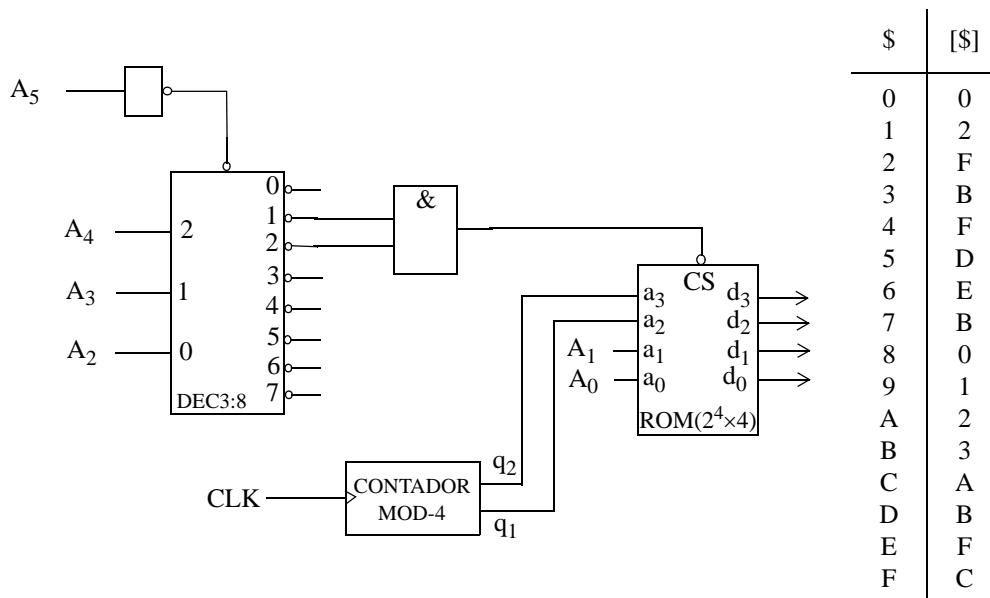 $ [$]
A5
0 0
1 2
2 F
3 B
4 F
5 D
6 E
7 B
8 0
9 1
A 2
B 3
C A
D B
E F
F C
A4 2
A3 1
A2 0
0
1
2
3
4
5
6
7
DEC3:8
&
CS
a3 d3
a2 d2
A1 a1 d1
A0 a0 d0
ROM(2^4×4)
CLK
CONTADOR
MOD-4
q2
q1